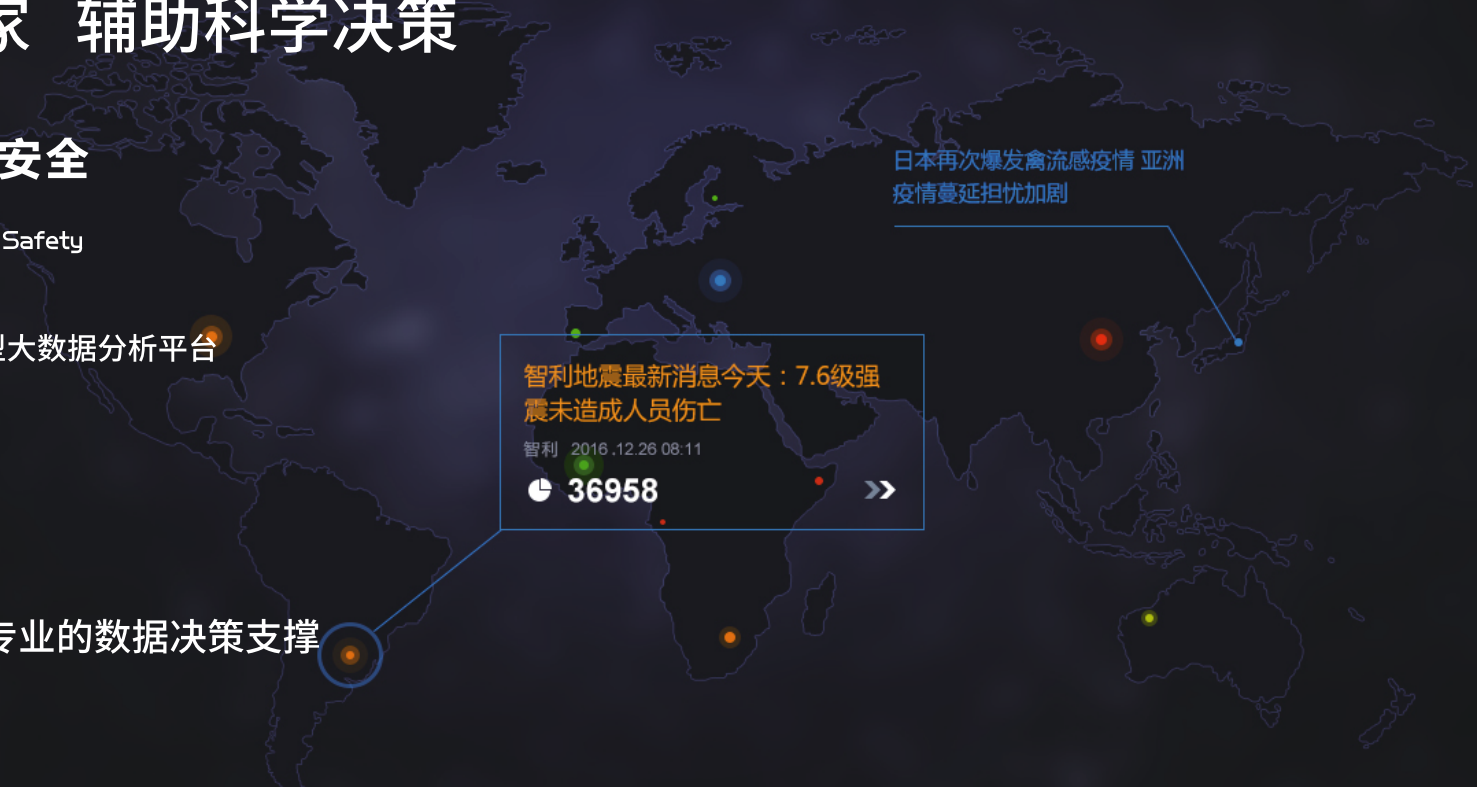 家 辅助科学决策
安全
Safety
日本再次爆发禽流感疫情 亚洲
疫情蔓延担忧加剧
型大数据分析平台
智利地震最新消息今天：7.6级强
震未造成人员伤亡
智利 2016 .12.26 08:11
36958
专业的数据决策支撑